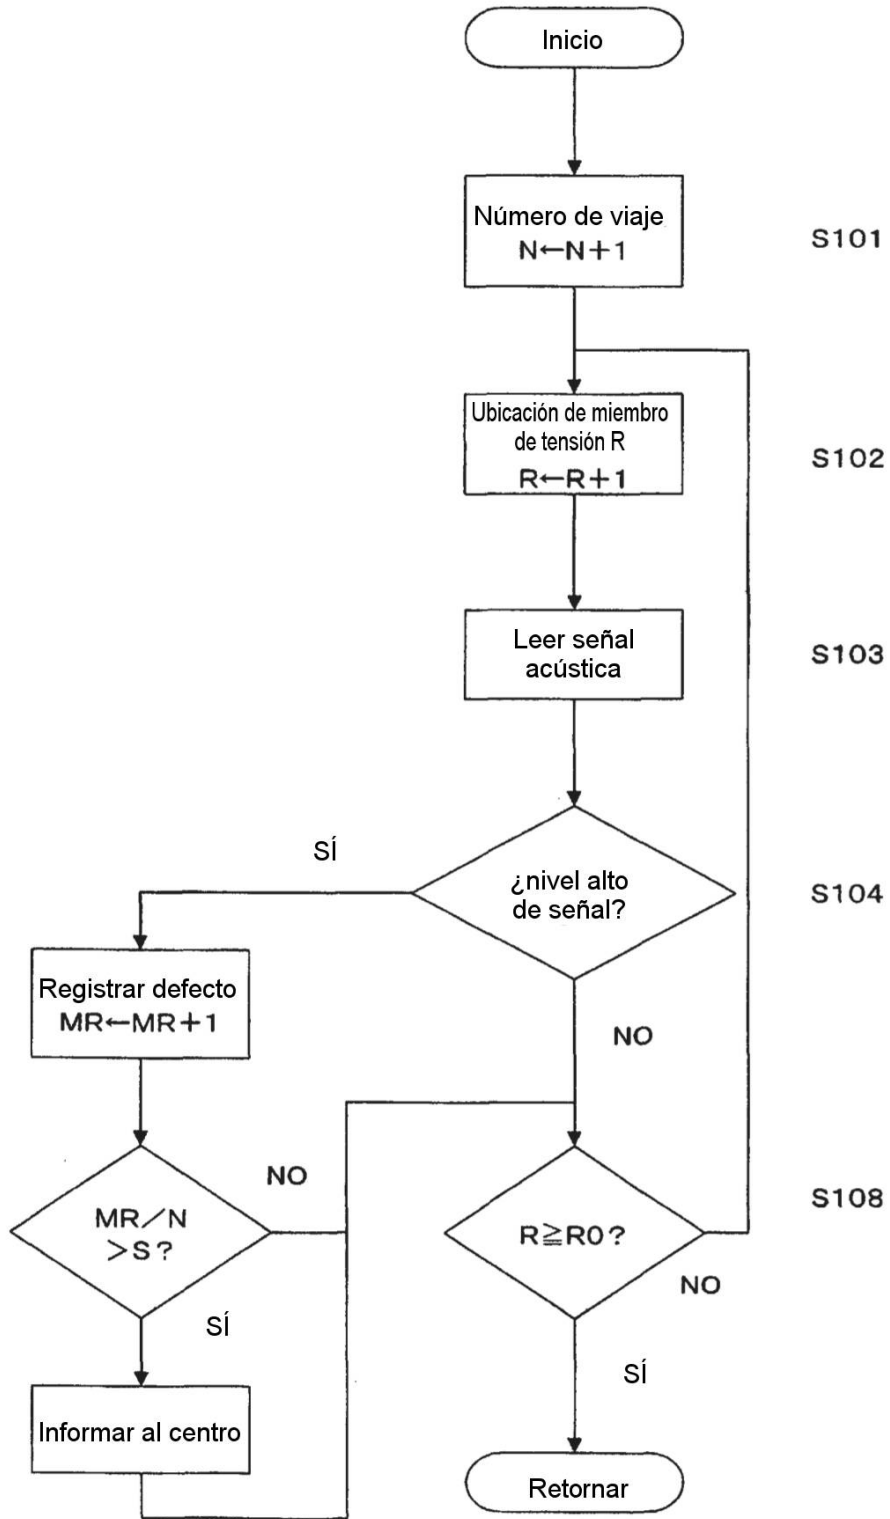 Inicio
Número de viaje
N←N+1
S101
Ubicación de miembro
de tensión R
R←R+1
S102
Leer señal
acústica
S103
SÍ
¿nivel alto
de señal?
S104
Registrar defecto
MR←MR+1
NO
NO
MR/N
>S?
R≧R0?
S108
NO
SÍ
SÍ
Informar al centro
Retornar